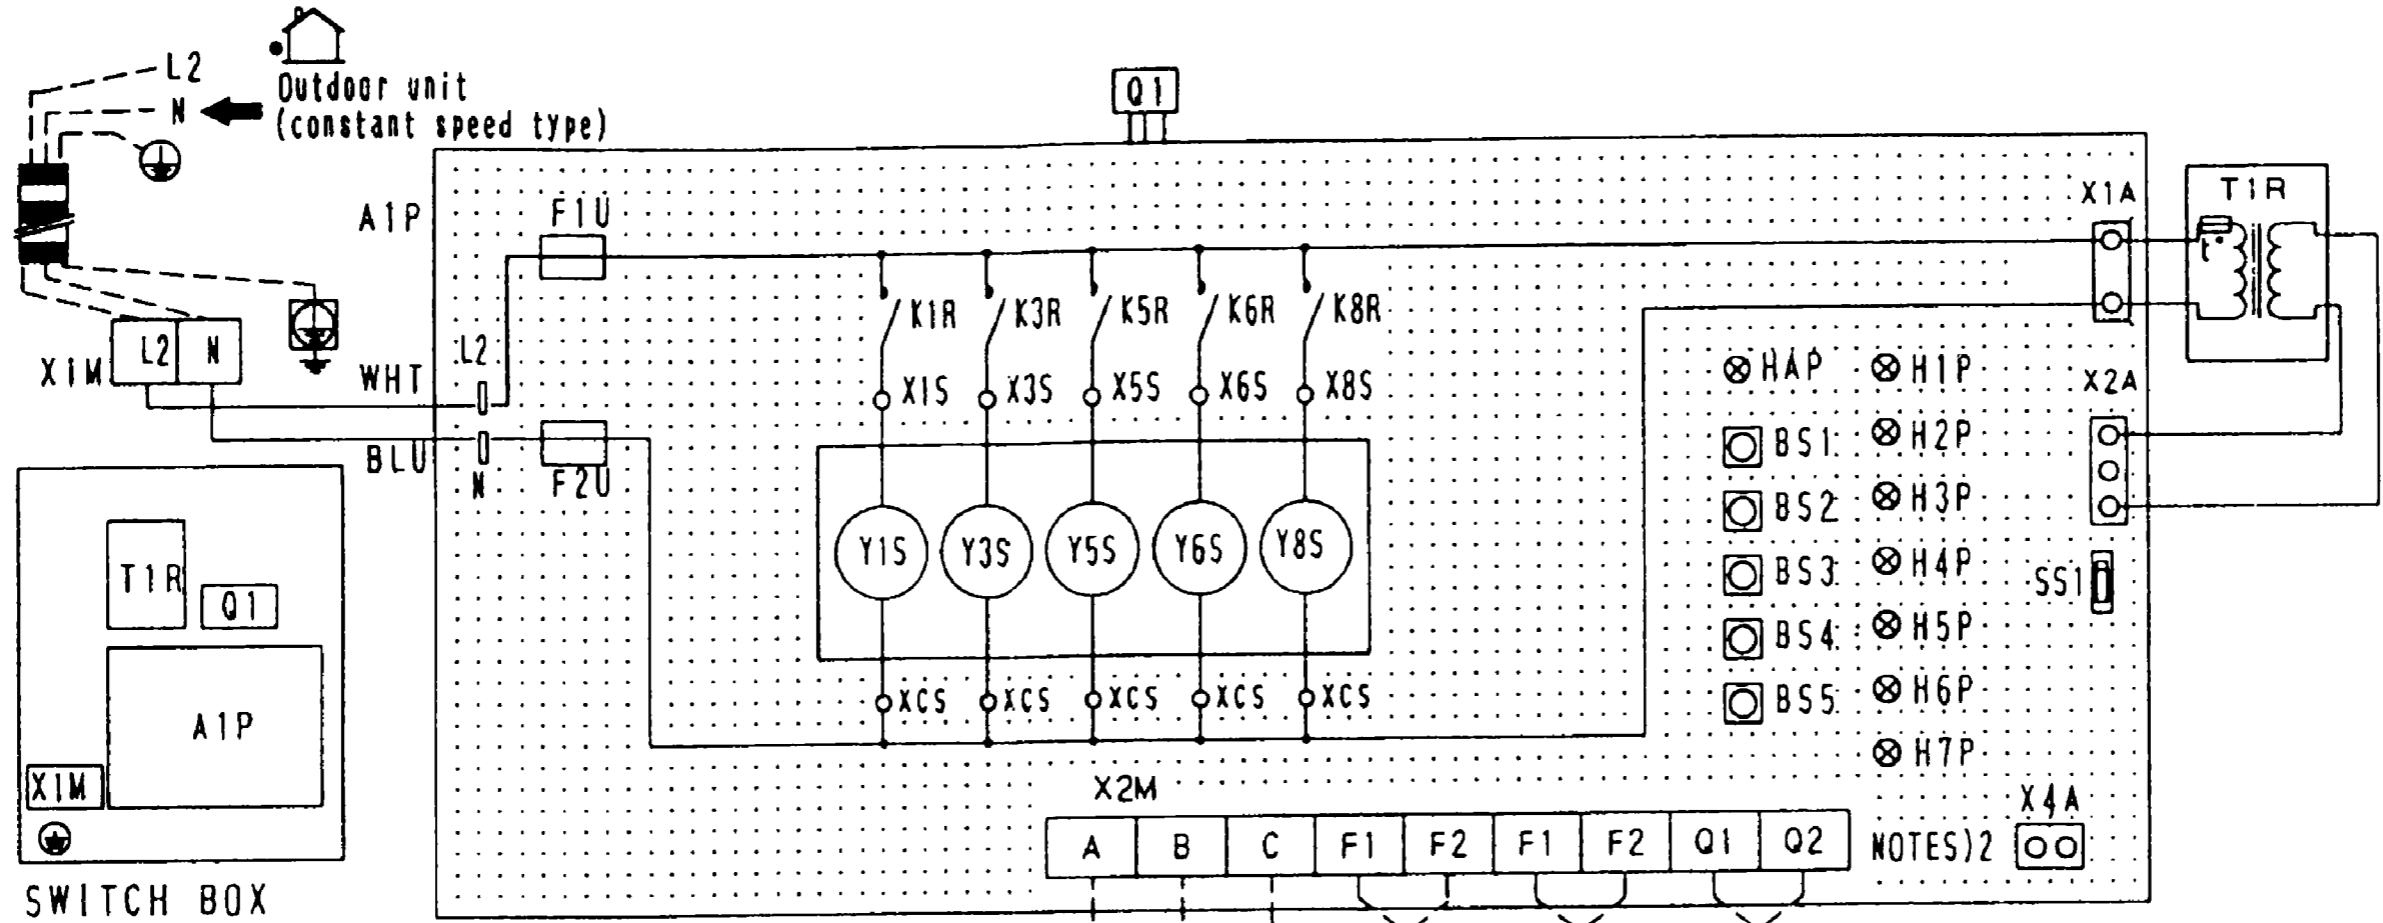 L2
N
Outdoor unit
(constant speed type)
Q1
A1P
F1U
X1A
T1R
t°
K1R K3R K5R K6R K8R
X1M
L2 N
L2
WHT
X1S X3S X5S X6S X8S
HAP H1P
X2A
BLU
N
F2U
BS1 H2P
BS2 H3P
Y1S Y3S Y5S Y6S Y8S
BS3 H4P
SS1
BS4 H5P
BS5 H6P
H7P
XCS XCS XCS XCS XCS
T1R
Q1
A1P
X1M
SWITCH BOX
X2M
A B C F1 F2 F1 F2 Q1 Q2
NOTES)2
X4A